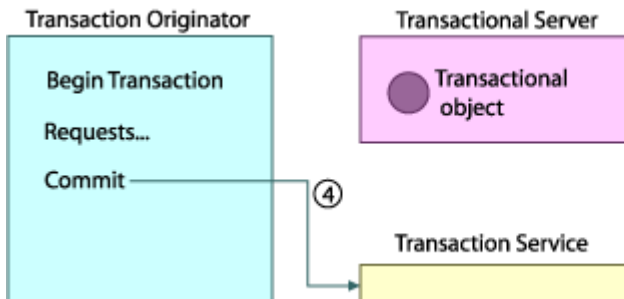 Transaction Originator
Begin Transaction
Requests...
Commit
④
Transactional Server
Transactional
object
Transaction Service